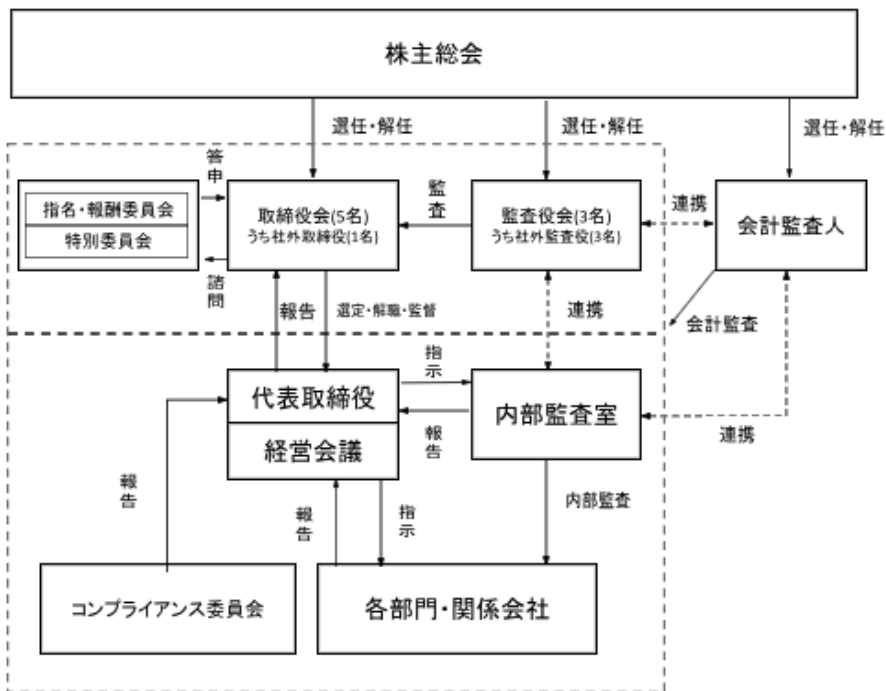 株主総会
選任・解任
選任・解任
選任・解任
答申
指名・報酬委員会
特別委員会
諮問
取締役会(5名)
うち社外取締役(1名)
監査
監査役会(3名)
うち社外監査役(3名)
連携
会計監査人
報告
選定・解職・監督
連携
会計監査
代表取締役
経営会議
指示
報告
内部監査室
連携
報告
報告
指示
内部監査
コンプライアンス委員会
各部門・関係会社